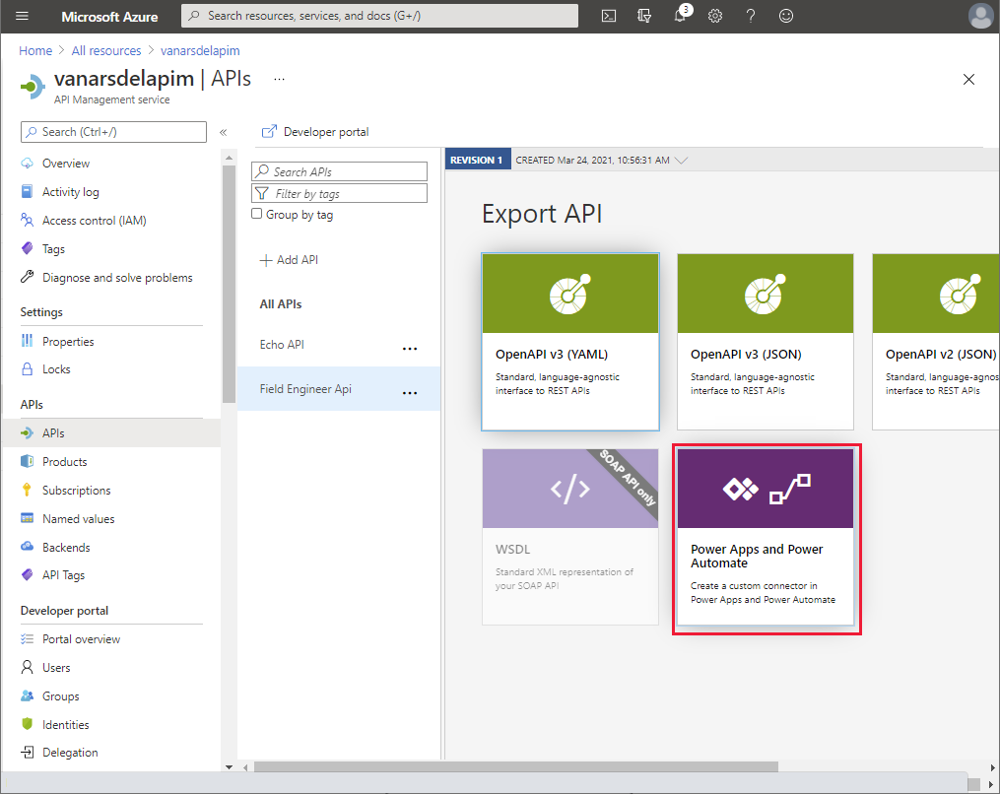 Microsoft Azure
Search resources, services, and docs (G+/)
3
Home > All resources > vanarsdelapim
vanarsdelapim | APIs ...
API Management service
Search (Ctrl+/)
«
Developer portal
Overview
Activity log
Access control (IAM)
Tags
Diagnose and solve problems
Settings
Properties
Locks
APIs
APIs
Products
Subscriptions
Named values
Backends
API Tags
Developer portal
Portal overview
Users
Groups
Identities
Delegation
Search APIs
Filter by tags
Group by tag
+ Add API
All APIs
Echo API ...
Field Engineer Api ...
REVISION 1 CREATED Mar 24, 2021, 10:56:31 AM
Export API
OpenAPI v3 (YAML)
Standard, language-agnostic
interface to REST APIs
OpenAPI v3 (JSON)
Standard, language-agnostic
interface to REST APIs
OpenAPI v2 (JSON)
Standard, language-agnos
interface to REST APIs
SOAP API only
WSDL
Standard XML representation of
your SOAP API
Power Apps and Power
Automate
Create a custom connector in
Power Apps and Power Automate